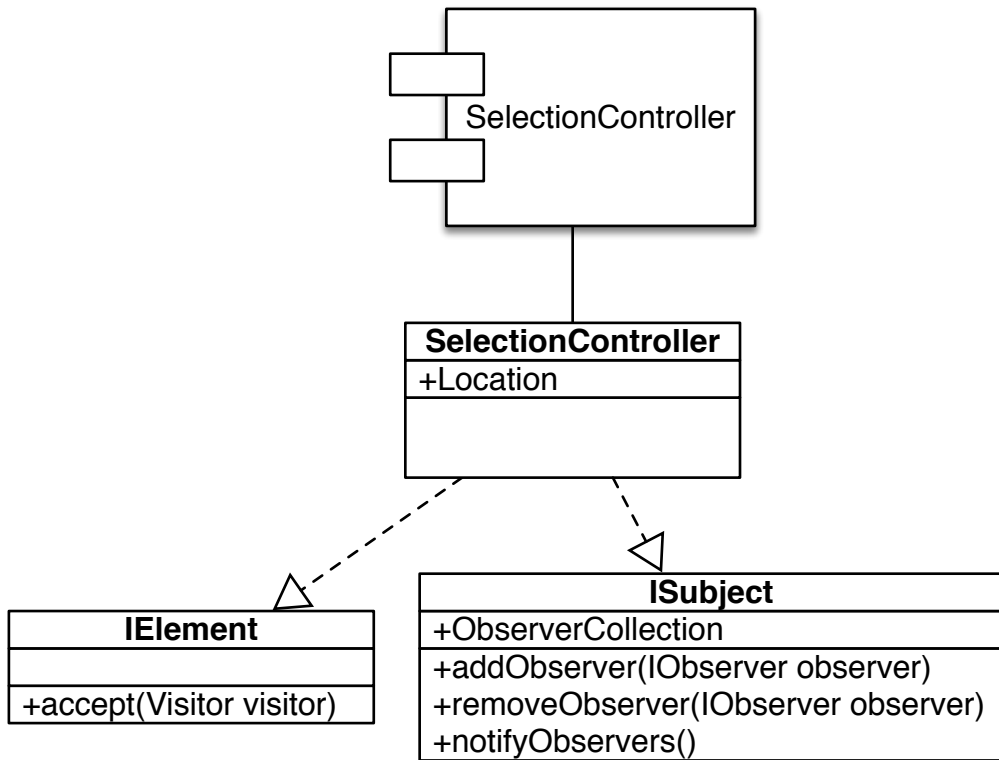 SelectionController
SelectionController
+Location
IElement
+accept(Visitor visitor)
ISubject
+ObserverCollection
+addObserver(IObserver observer)
+removeObserver(IObserver observer)
+notifyObservers()